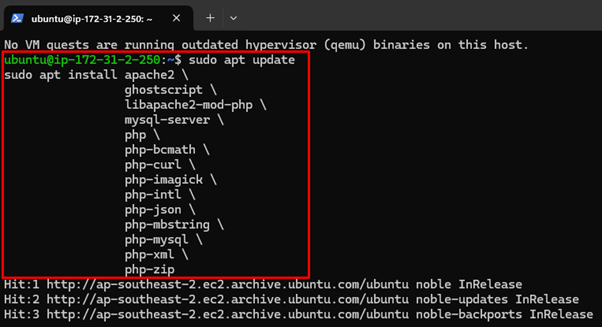 ubuntu@ip-172-31-2-250: ~
No VM guests are running outdated hypervisor (qemu) binaries on this host.
ubuntu@ip-172-31-2-250:~$ sudo apt update
sudo apt install apache2 \
ghostscript \
libapache2-mod-php \
mysql-server \
php \
php-bcmath \
php-curl \
php-imagick \
php-intl \
php-json \
php-mbstring \
php-mysql \
php-xml \
php-zip
Hit:1 http://ap-southeast-2.ec2.archive.ubuntu.com/ubuntu noble InRelease
Hit:2 http://ap-southeast-2.ec2.archive.ubuntu.com/ubuntu noble-updates InRelease
Hit:3 http://ap-southeast-2.ec2.archive.ubuntu.com/ubuntu noble-backports InRelease